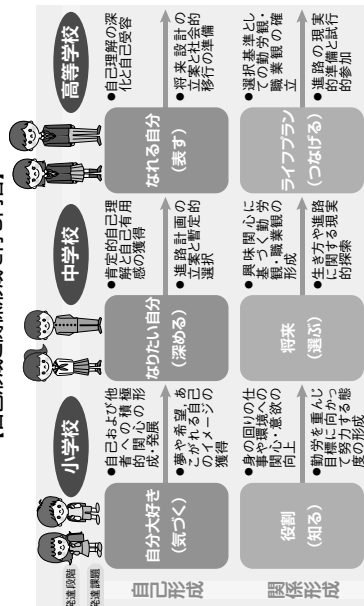 発達段階
小学校
中学校
高等学校
発達課題
自己形成
自分大好き
（気づく）
●自己および他
者への積極
的関心の形
成・発展
●夢や希望、あ
こがれる自己
のイメージの
獲得
なりたい自分
（深める）
●肯定的自己理
解と自己有用
感の獲得
●進路計画の
立案と暫定的
選択
なれる自分
（表す）
●自己理解の深
化と自己受容
●将来設計の
立案と社会的
移行の準備
関係形成
役割
（知る）
●身の回りの仕
事や環境への
関心・意欲の
向上
●勤労を重んじ
目標に向かっ
て努力する態
度の形成
将来
（選ぶ）
●興味関心に
基づく勤労
観・職業観の
形成
●生き方や進路
に関する現実
的探索
ライフプラン
（つなげる）
●選択基準とし
ての勤労観・
職業観の確
立
●進路の現実
的準備と試行
的参加